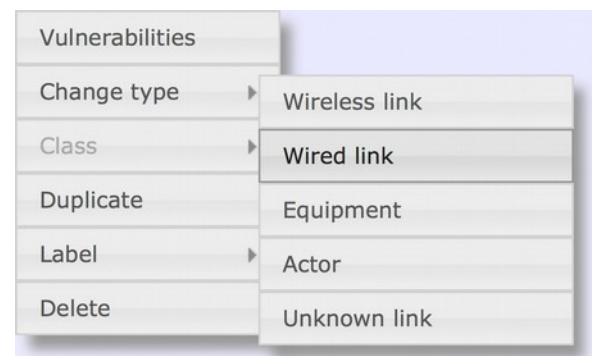 Vulnerabilities
Change type
Class
Duplicate
Label
Delete
Wireless link
Wired link
Equipment
Actor
Unknown link